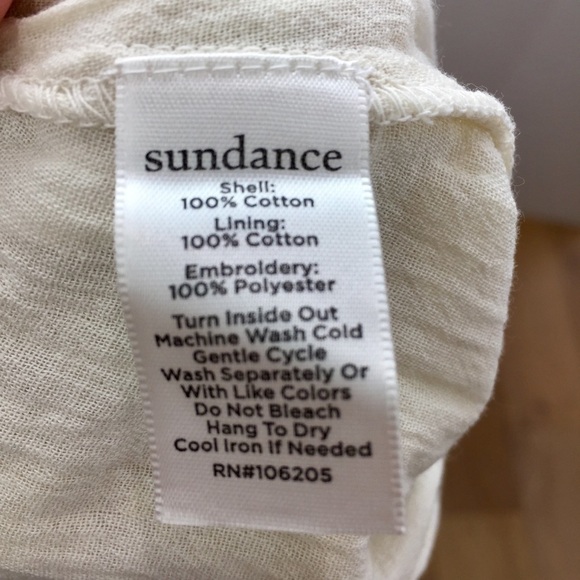 sundance
Shell:
100% Cotton
Lining:
100% Cotton
Embroidery:
100% Polyester
Turn Inside Out
Machine Wash Cold
Gentle Cycle
Wash Separately Or
With Like Colors
Do Not Bleach
Hang To Dry
Cool Iron If Needed
RN#106205